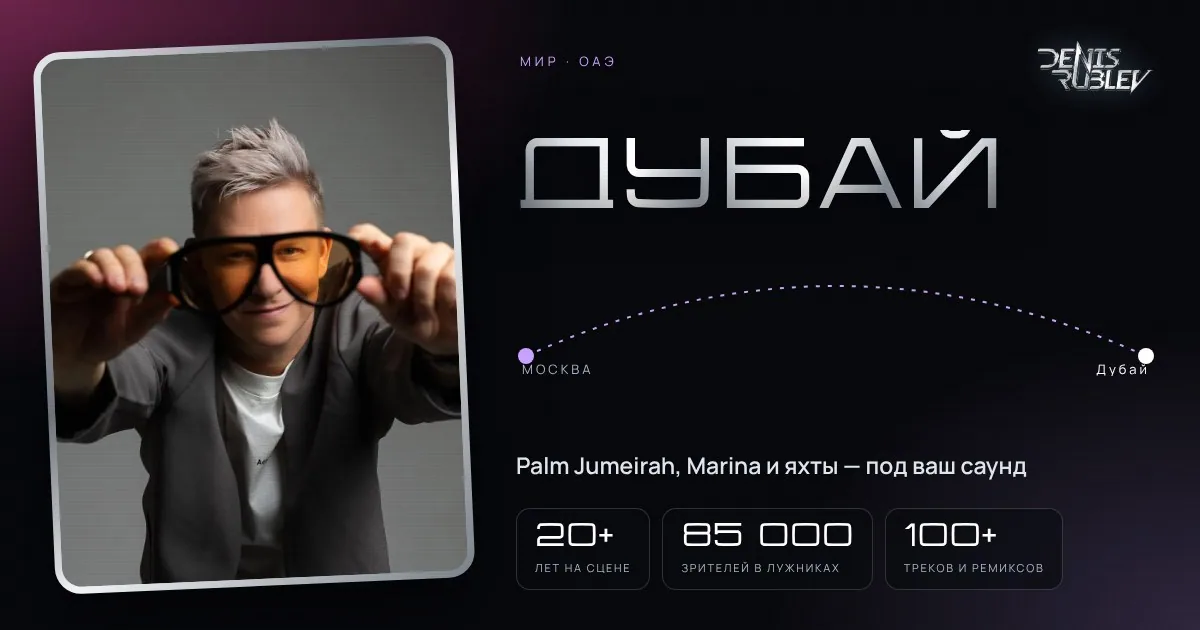 МИР · ОАЭ
DENIS
RUBLEV
ДУБАЙ
МОСКВА
Дубай
Palm Jumeirah, Marina и яхты — под ваш саунд
20+
ЛЕТ НА СЦЕНЕ
85 000
ЗРИТЕЛЕЙ В ЛУЖНИКАХ
100+
ТРЕКОВ И РЕМИКСОВ